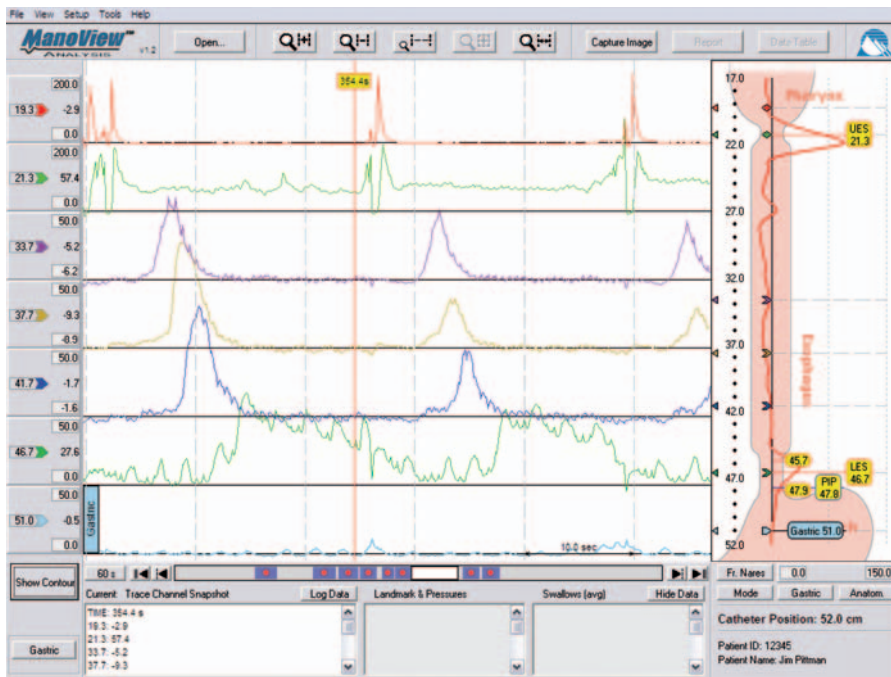 File View Setup Tools Help
ManoView™
ANALYSIS v1.2
Open...
Capture Image
Report
Data Table
200.0
19.3 -2.9
0.0
200.0
21.3 57.4
0.0
50.0
33.7 -5.2
-6.2
50.0
37.7 -9.3
-0.9
50.0
41.7 -1.7
-1.6
50.0
46.7 27.6
0.0
50.0
51.0 -0.5
0.0
Gastric
354.4s
10.0 sec
17.0
22.0
27.0
32.0
37.0
42.0
47.0
52.0
Pharynx
UES
21.3
Esophagus
45.7
LES
46.7
PIP
47.8
47.9
Gastric 51.0
Show Contour
Gastric
60 s
Current Trace Channel Snapshot
Log Data
Landmark & Pressures
Swallows (avg)
Hide Data
TIME: 354.4 s
19.3: -2.9
21.3: 57.4
33.7: -5.2
37.7: -9.3
Fr. Nares 0.0 150.0
Mode Gastric Anatom.
Catheter Position: 52.0 cm
Patient ID: 12345
Patient Name: Jim Pittman